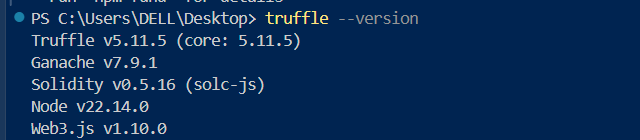 PS C:\Users\DELL\Desktop> truffle --version
Truffle v5.11.5 (core: 5.11.5)
Ganache v7.9.1
Solidity v0.5.16 (solc-js)
Node v22.14.0
Web3.js v1.10.0